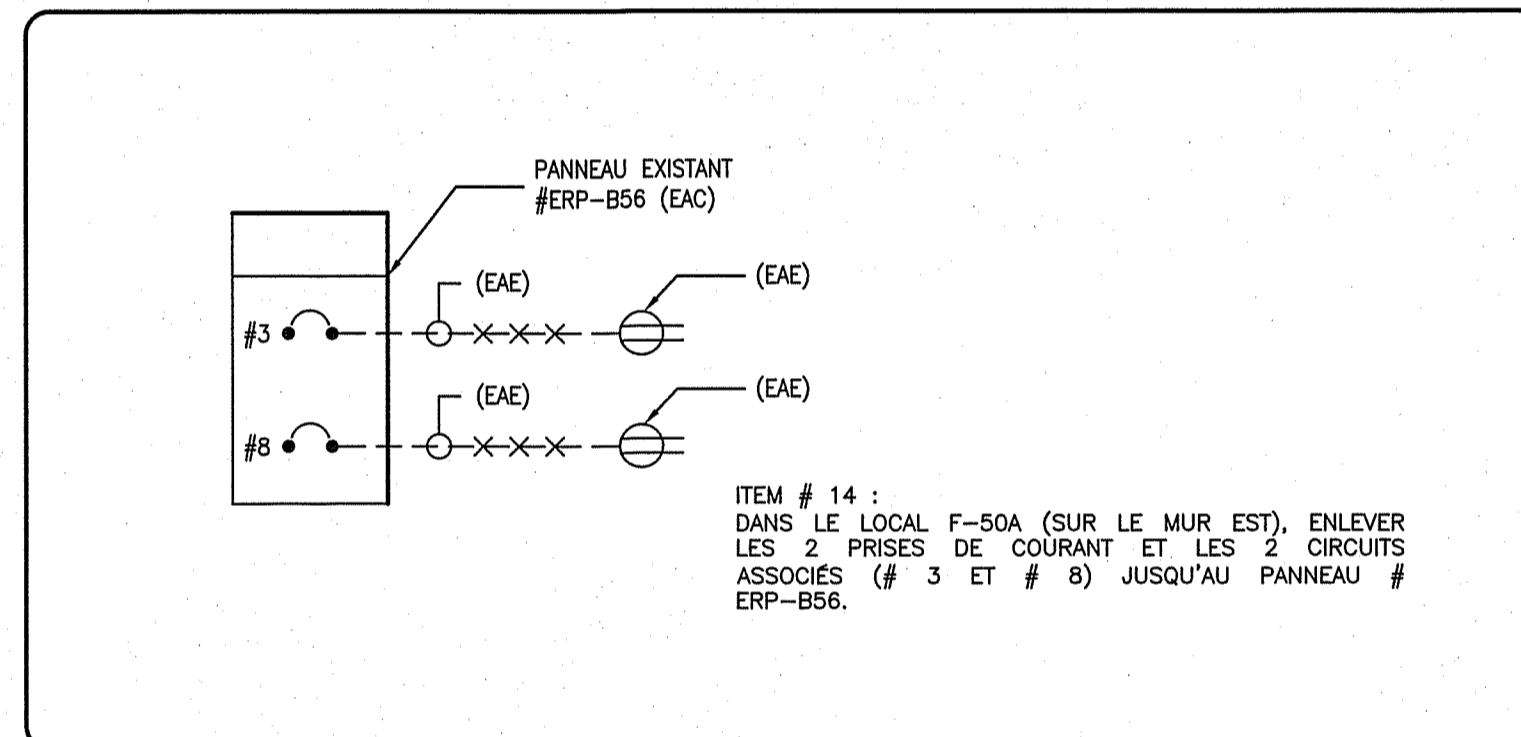 PANNEAU EXISTANT
#ERP-B56 (EAC)
(EAE)
(EAE)
#3
(EAE)
(EAE)
#8
ITEM # 14 :
DANS LE LOCAL F-50A (SUR LE MUR EST), ENLEVER
LES 2 PRISES DE COURANT ET LES 2 CIRCUITS
ASSOCIÉS (# 3 ET # 8) JUSQU'AU PANNEAU #
ERP-B56.